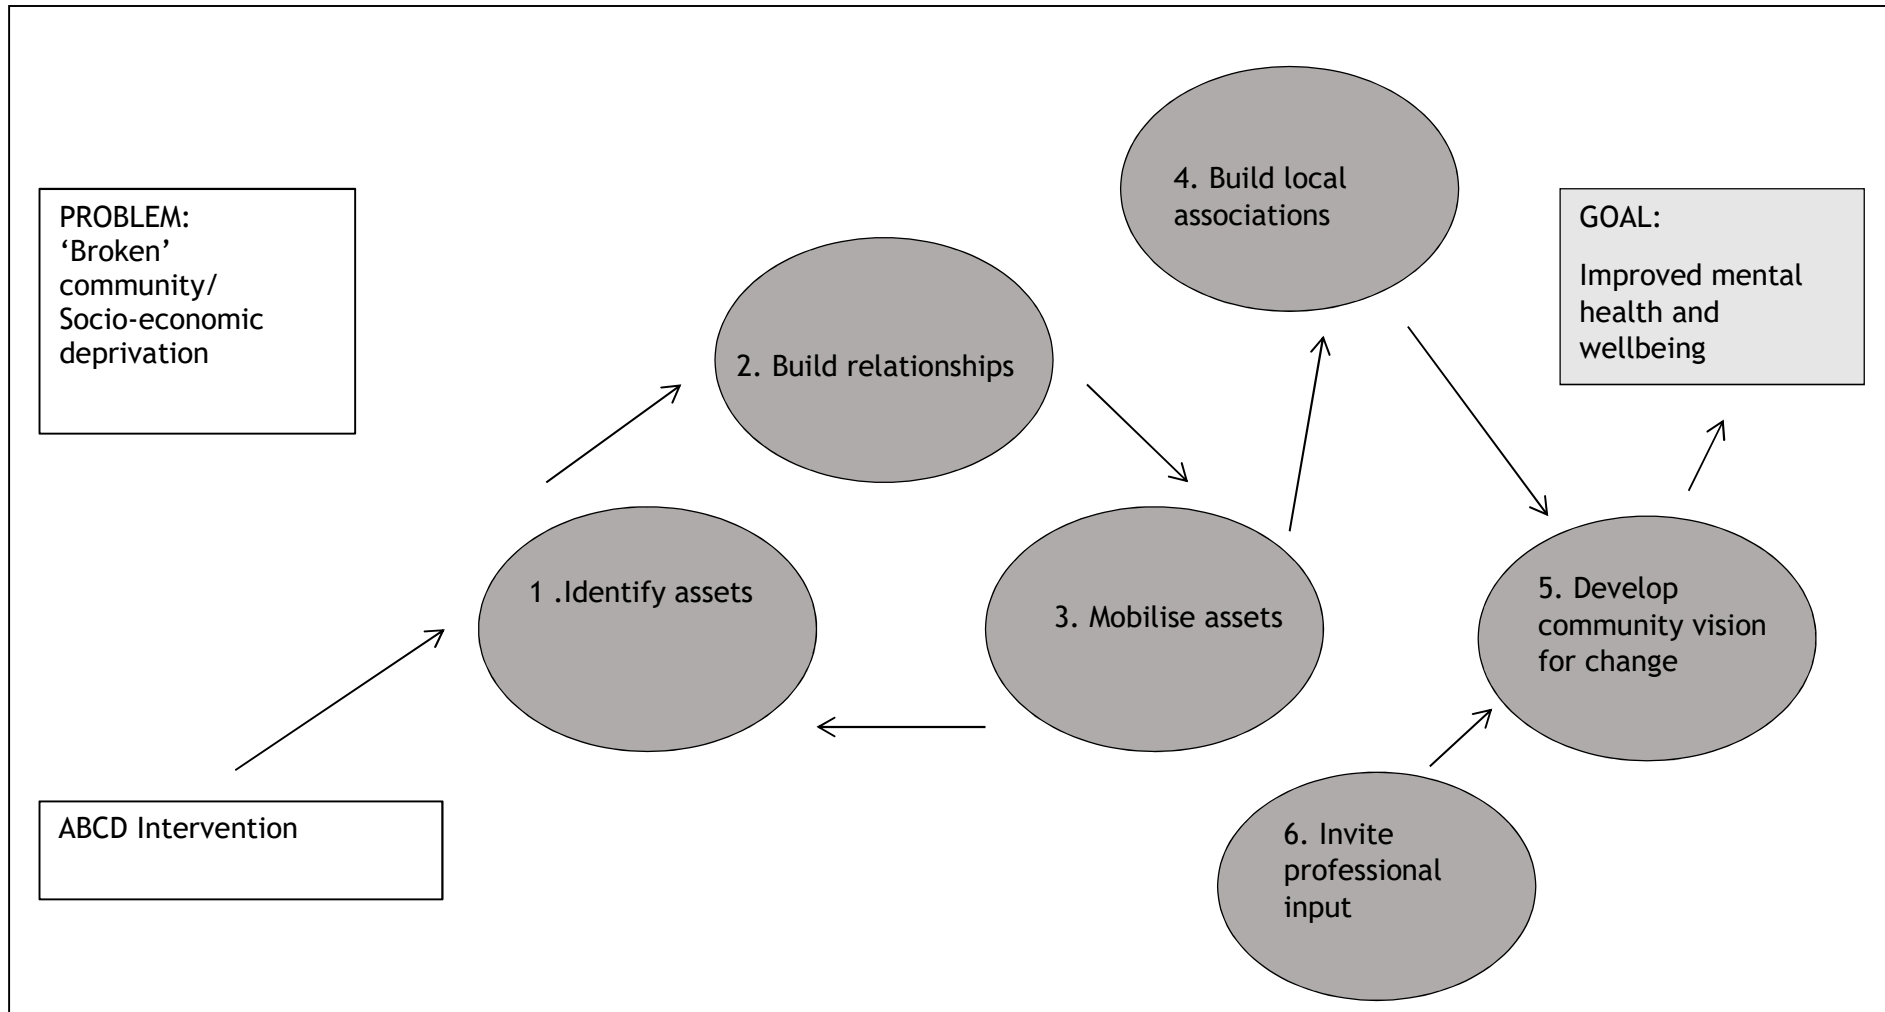 PROBLEM:
‘Broken’
community/
Socio-economic
deprivation
ABCD Intervention
1 .Identify assets
2. Build relationships
3. Mobilise assets
4. Build local
associations
5. Develop
community vision
for change
6. Invite
professional
input
GOAL:
Improved mental
health and
wellbeing